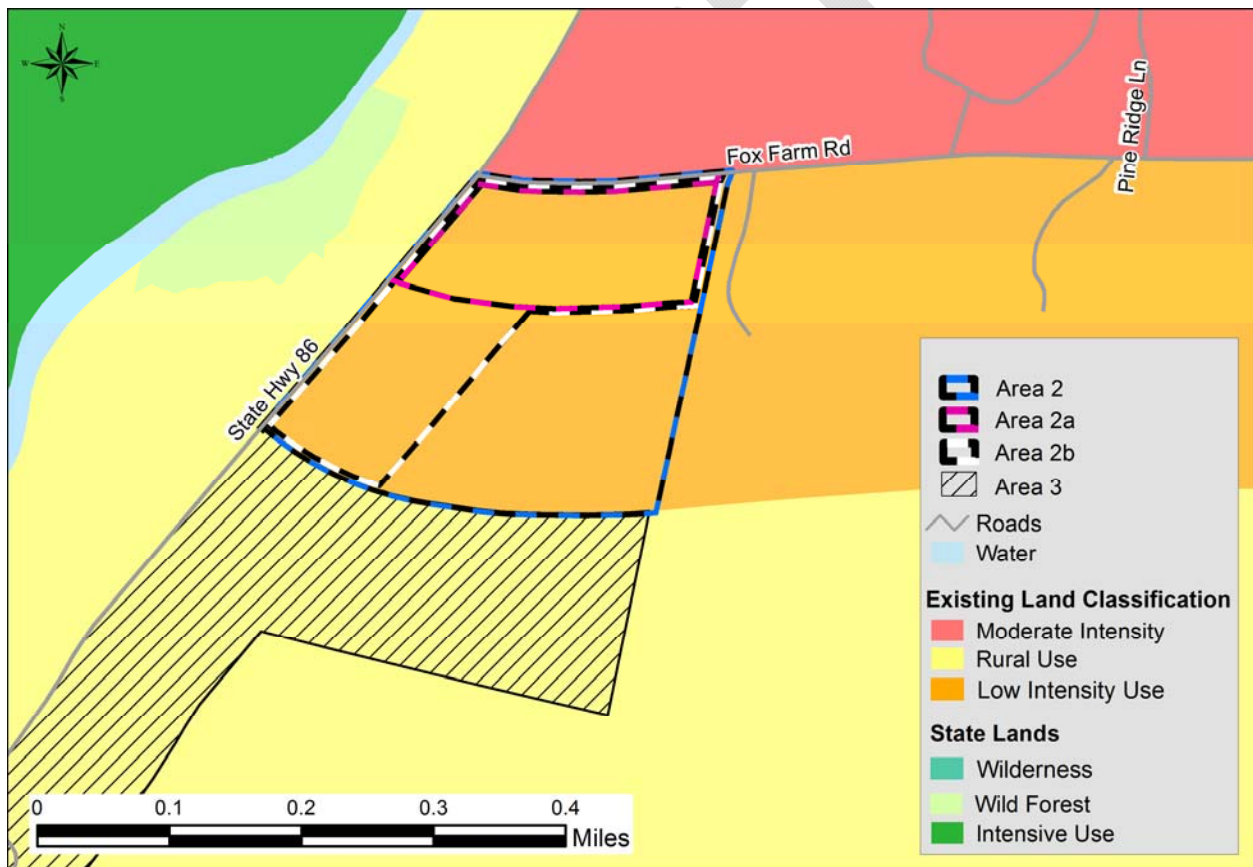 N
W E
S
Fox Farm Rd
Pine Ridge Ln
State Hwy 86
Area 2
Area 2a
Area 2b
Area 3
Roads
Water
Existing Land Classification
Moderate Intensity
Rural Use
Low Intensity Use
State Lands
Wilderness
Wild Forest
Intensive Use
0 0.1 0.2 0.3 0.4
Miles